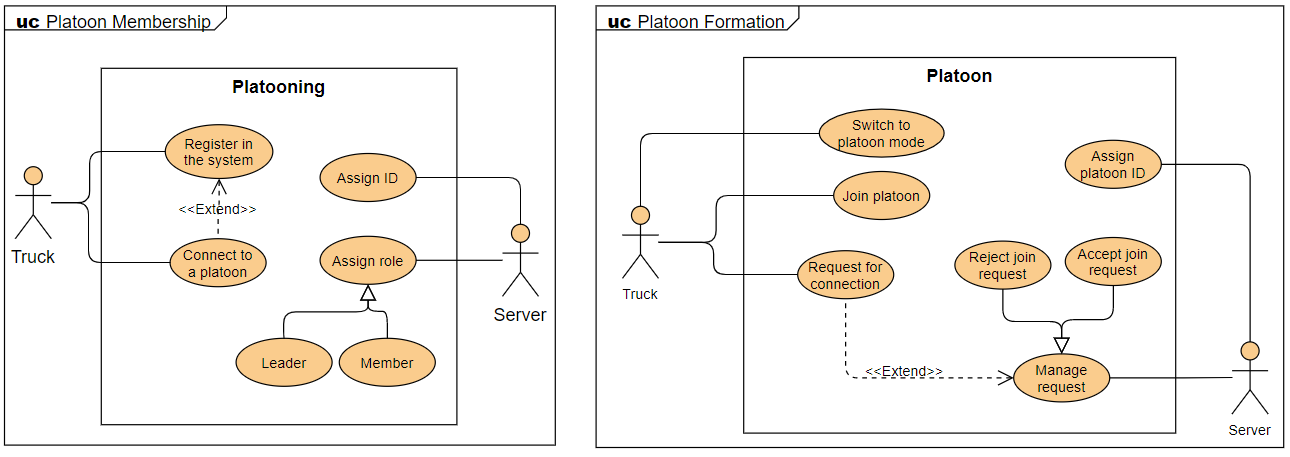 uc Platoon Membership
Platooning
Register in
the system
Assign ID
<<Extend>>
Truck
Connect to
a platoon
Assign role
Server
Leader
Member
uc Platoon Formation
Platoon
Switch to
platoon mode
Assign
platoon ID
Join platoon
Request for
connection
Reject join
request
Accept join
request
Truck
<<Extend>>
Manage
request
Server